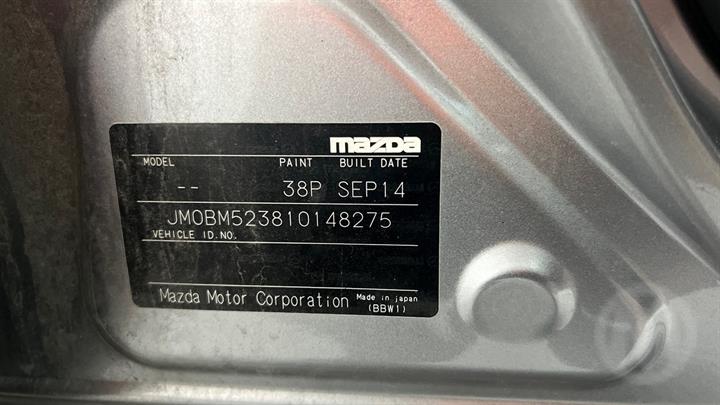 mazda
MODEL PAINT BUILT DATE
-- 38P SEP14
JM0BM523810148275
VEHICLE ID.NO.
Mazda Motor Corporation Made in japan
(BBW1)